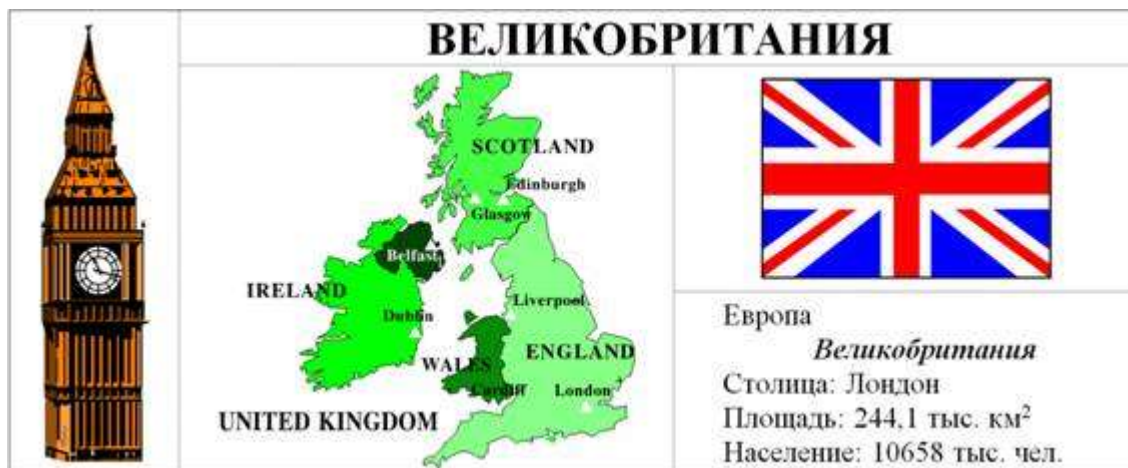 ВЕЛИКОБРИТАНИЯ
SCOTLAND
Edinburgh
Glasgow
Belfast
IRELAND
Dublin
Liverpool
WALES
ENGLAND
Cardiff
London
UNITED KINGDOM
Европа
Великобритания
Столица: Лондон
Площадь: 244,1 тыс. км²
Население: 10658 тыс. чел.